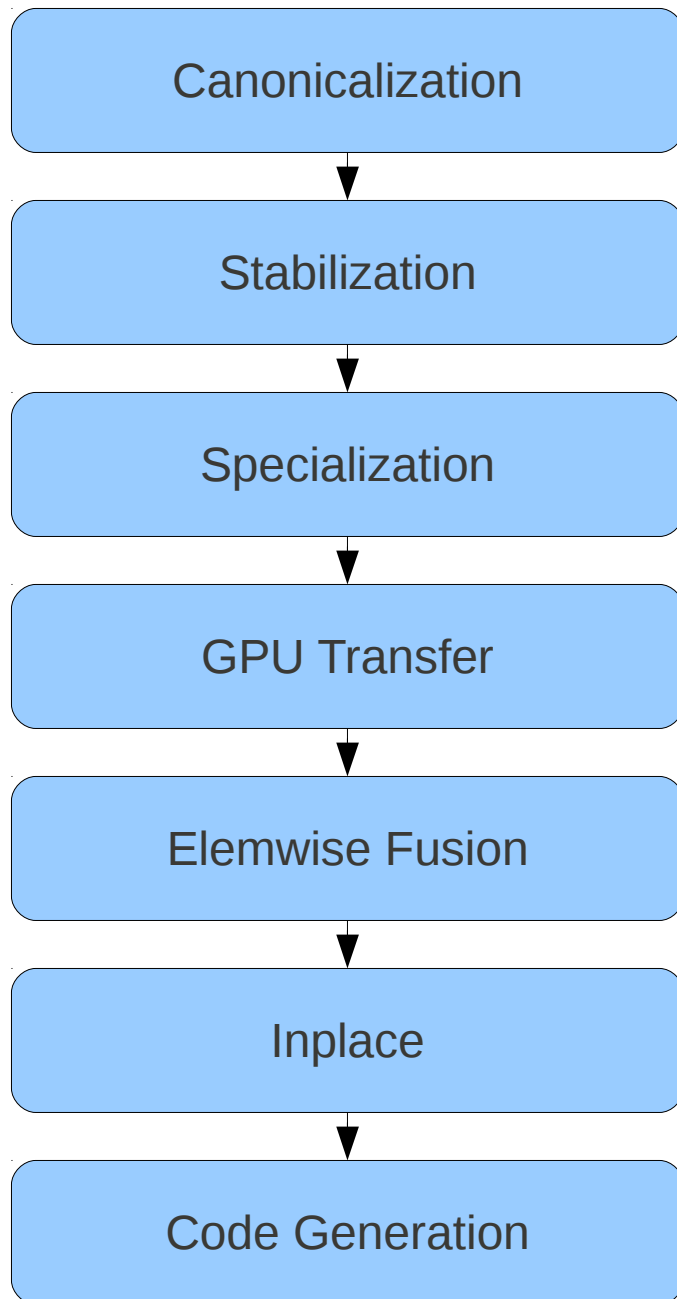 Canonicalization
Stabilization
Specialization
GPU Transfer
Elemwise Fusion
Inplace
Code Generation